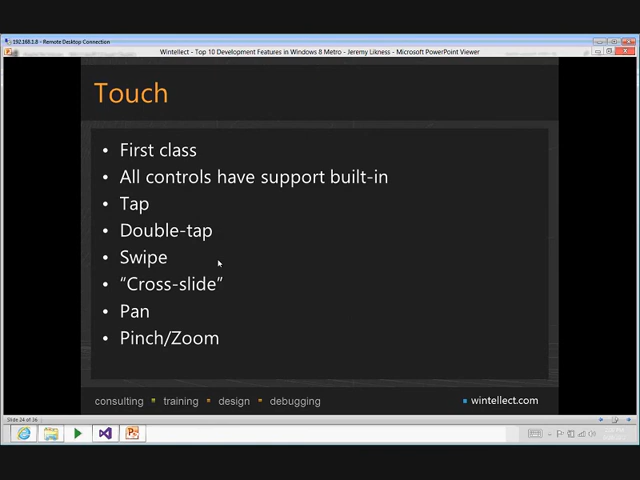 192.168.1.8 - Remote Desktop Connection
Wintellect - Top 10 Development Features in Windows 8 Metro - Jeremy Likness - Microsoft PowerPoint Viewer
Touch
• First class
• All controls have support built-in
• Tap
• Double-tap
• Swipe
• “Cross-slide”
• Pan
• Pinch/Zoom
consulting training design debugging
wintellect.com
Slide 24 of 36